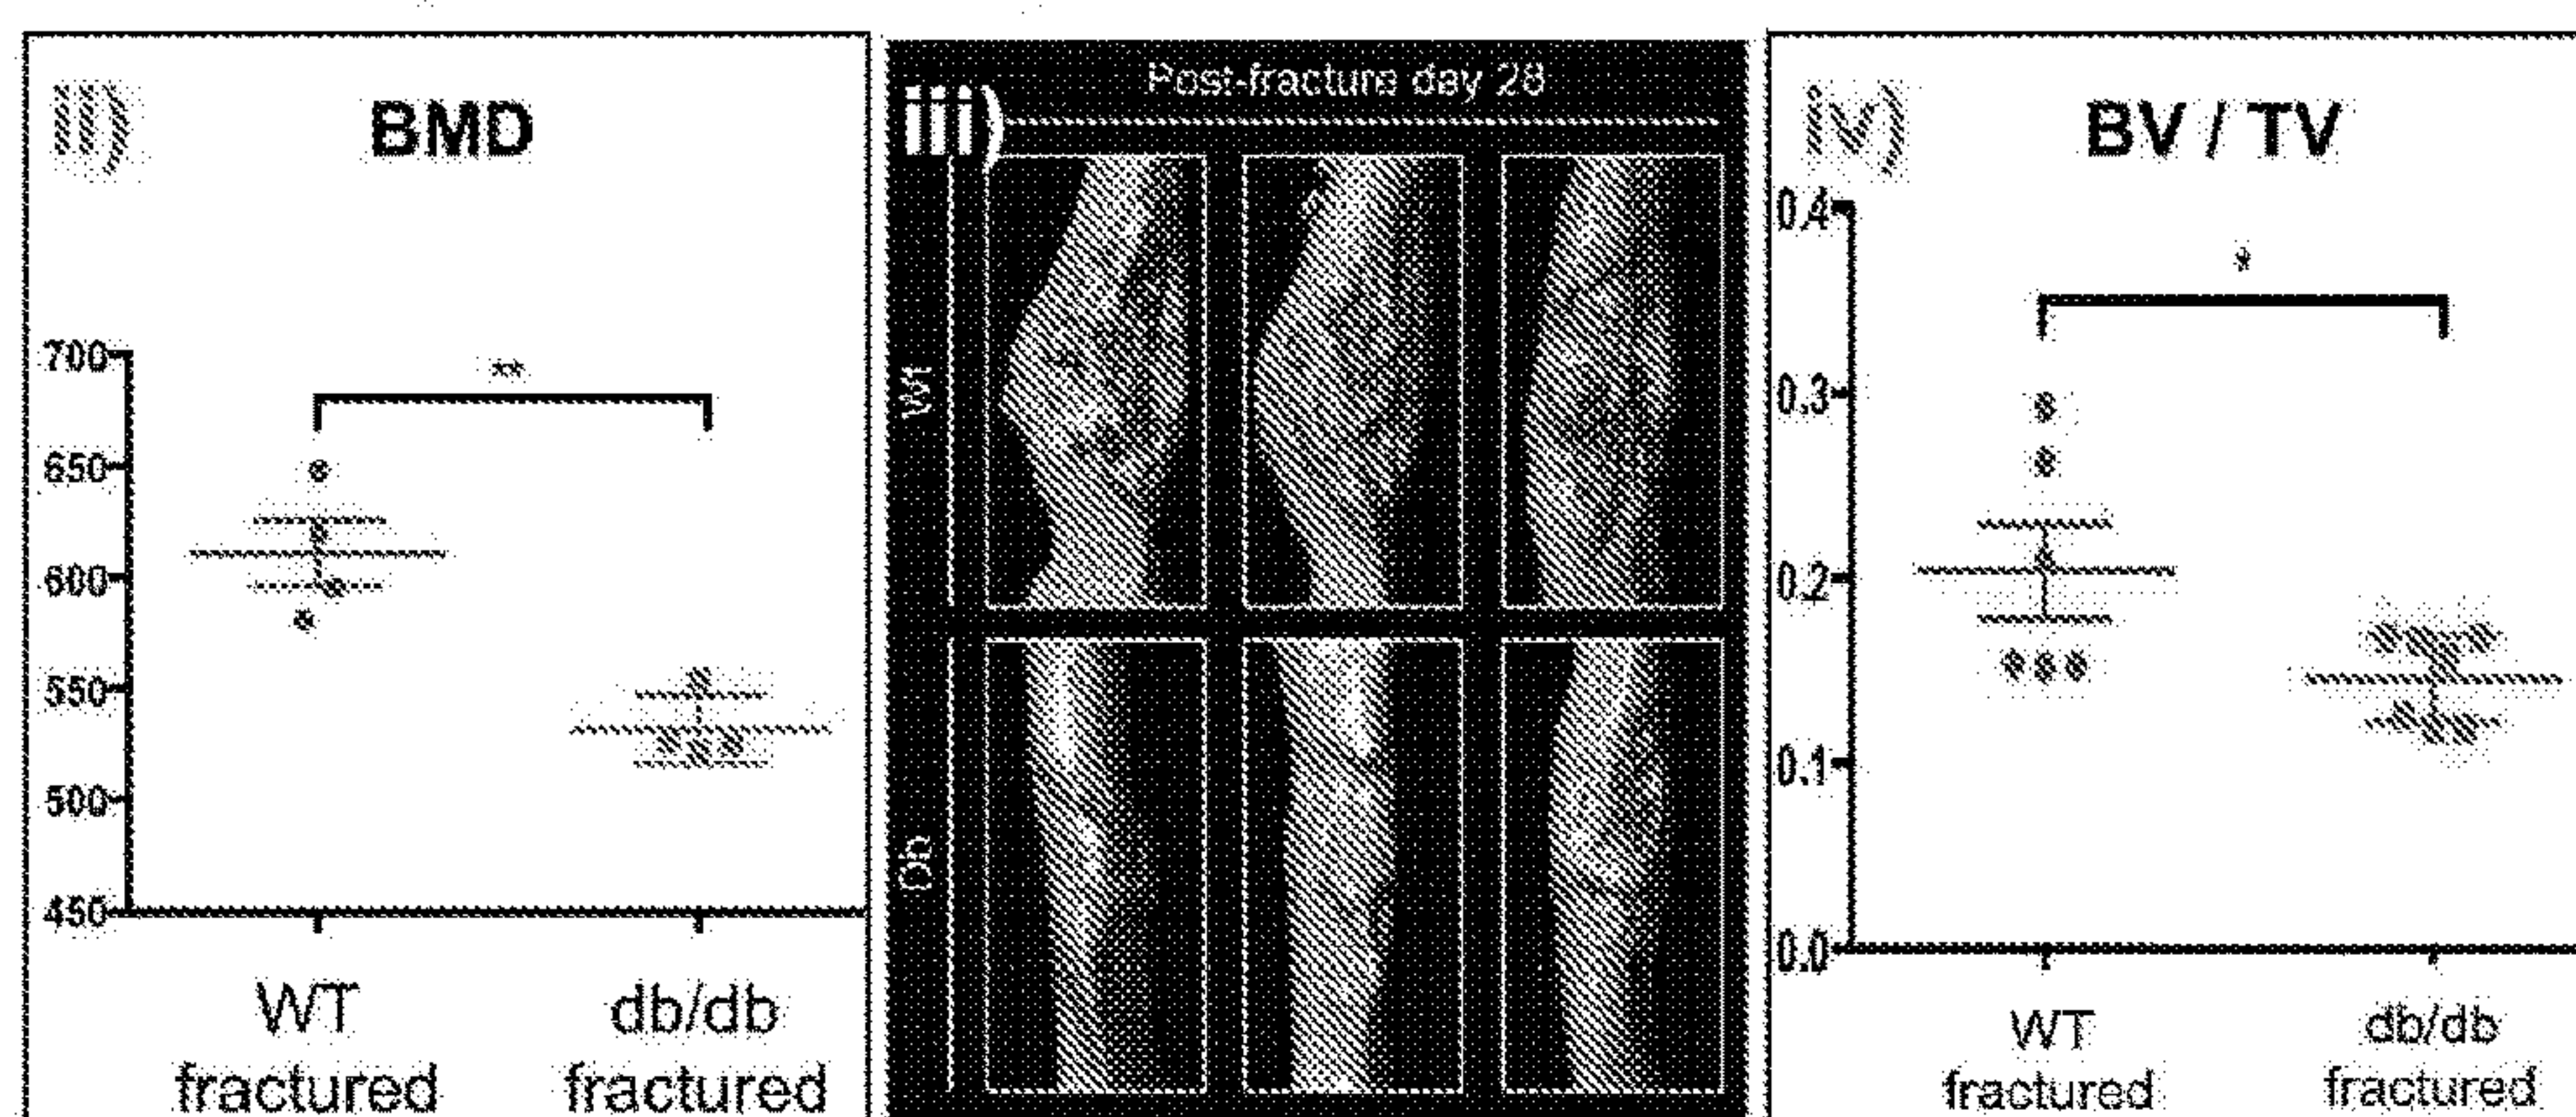 ii) BMD
700
**
650
600
550
500
450
WT db/db
fractured fractured
iii) Post-fracture day 28
Wt
Db
iv) BV / TV
0.4
*
0.3
0.2
0.1
0.0
WT db/db
fractured fractured